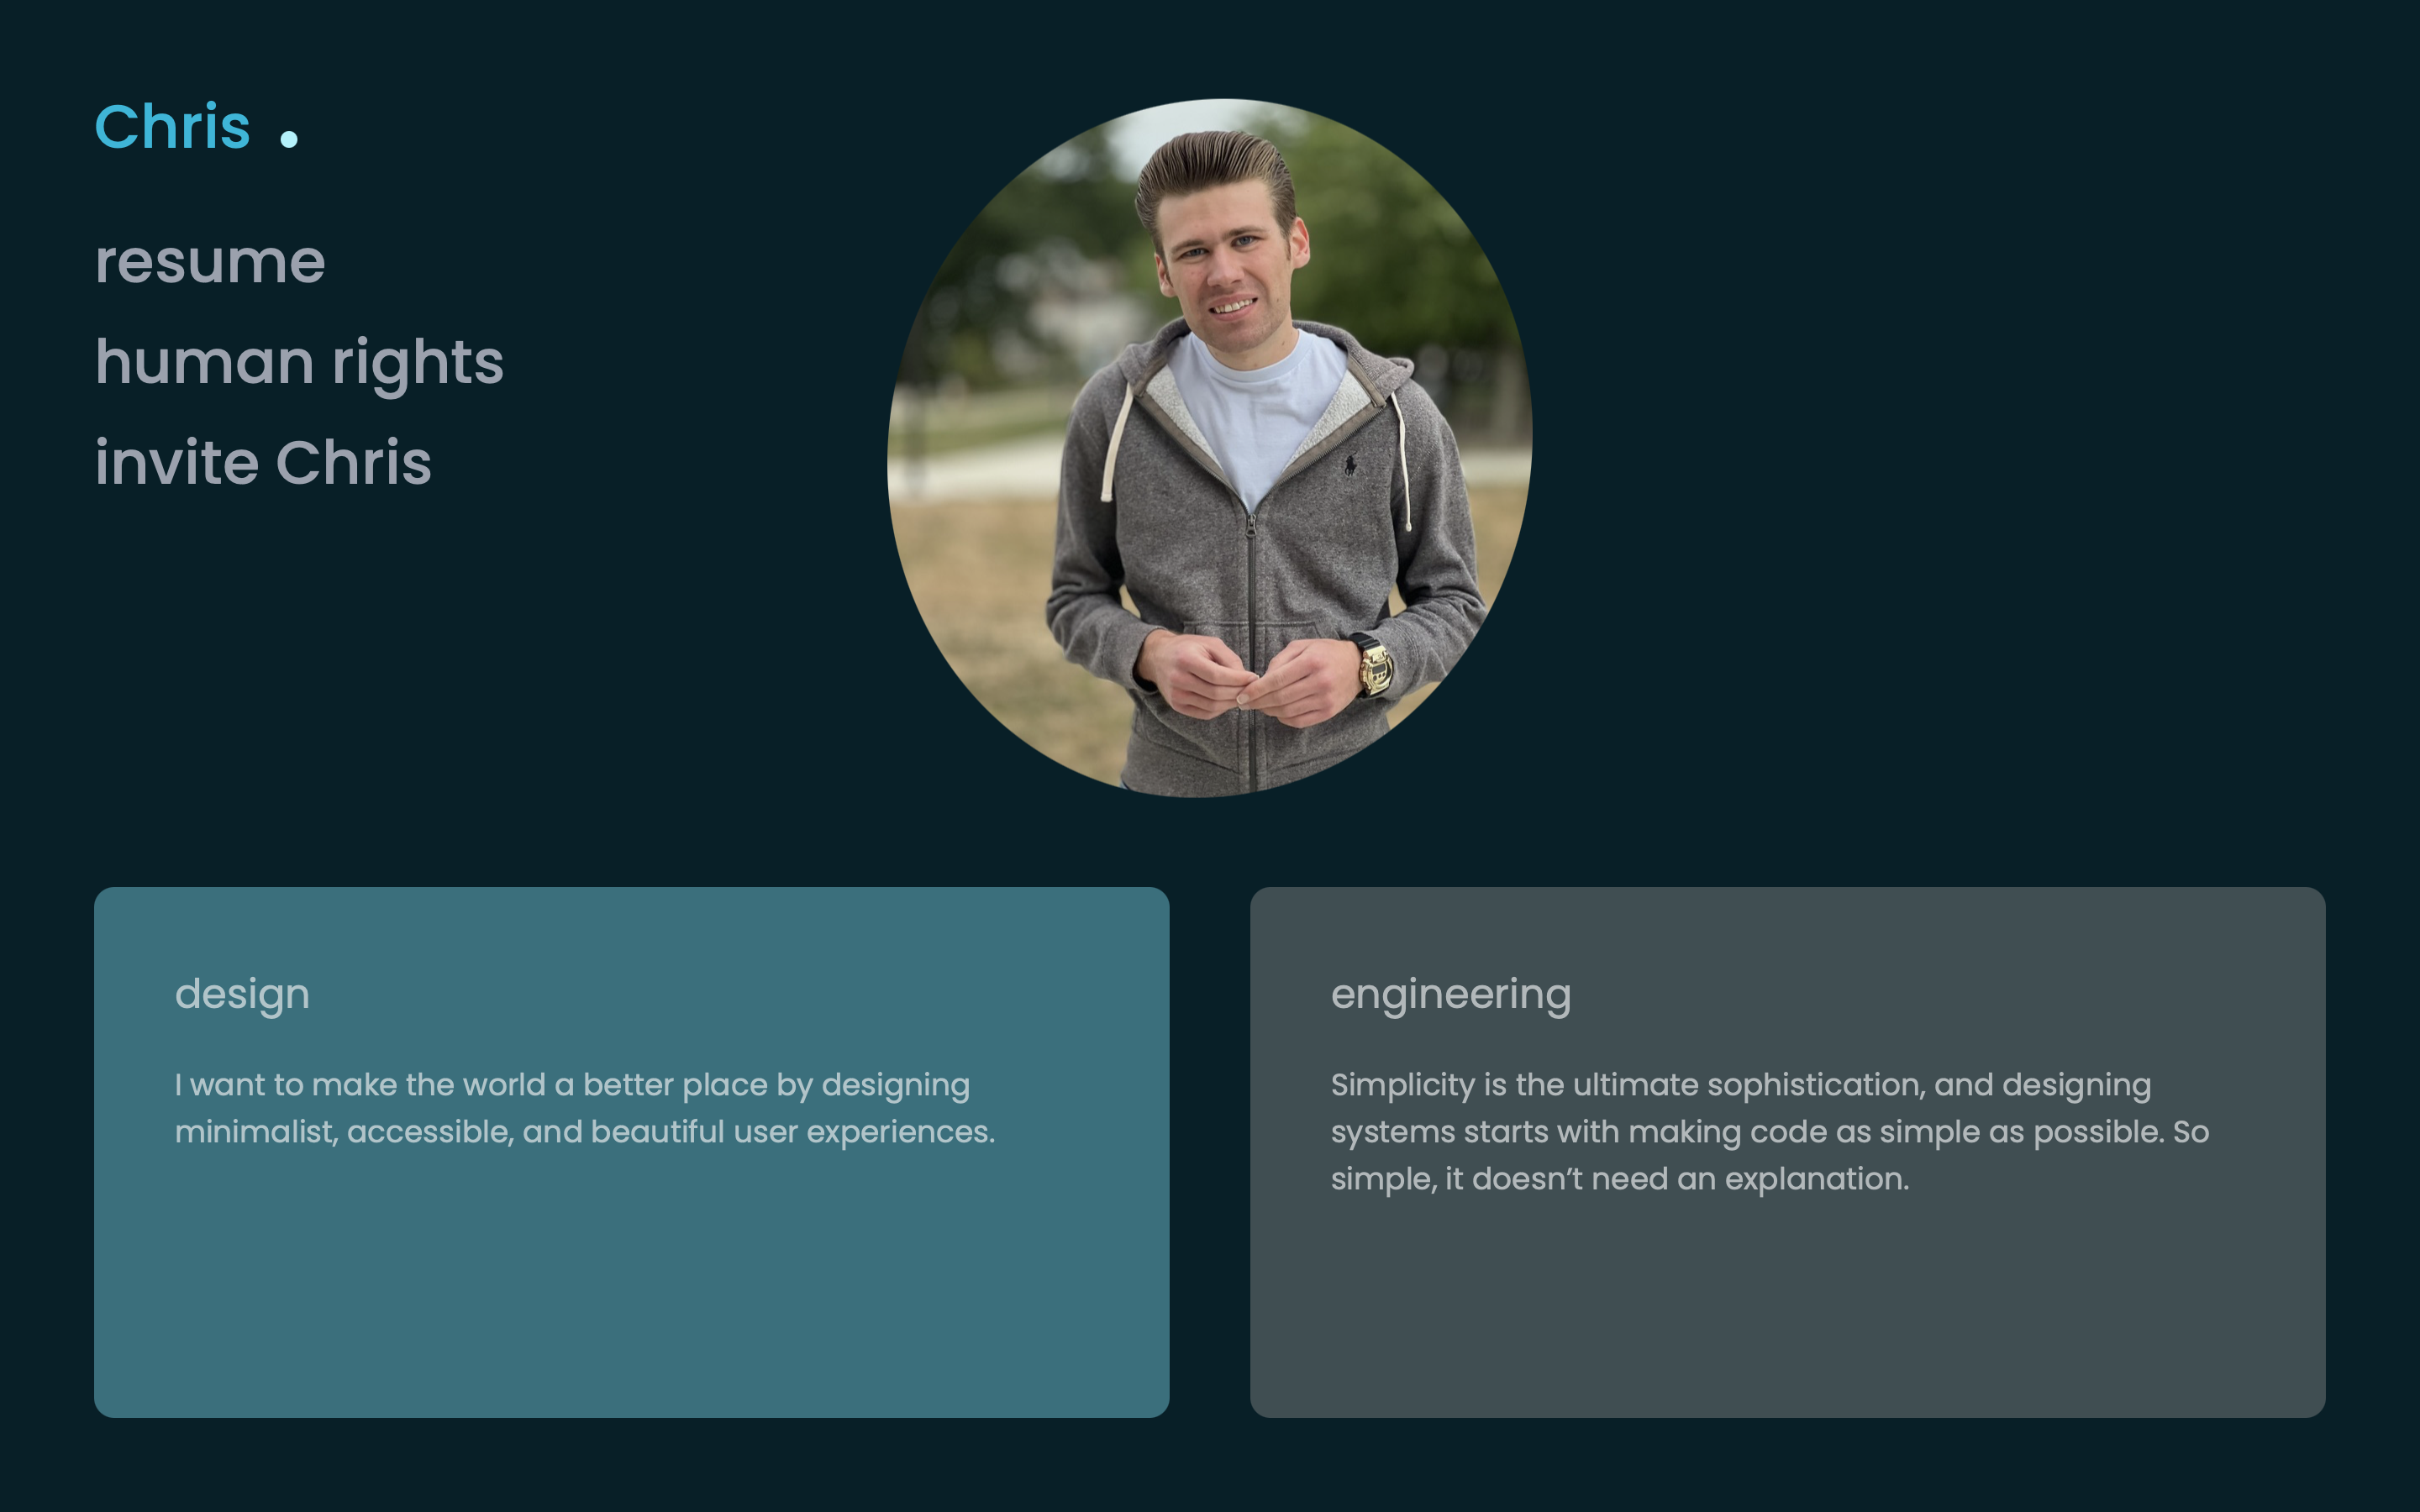 Chris .
resume
human rights
invite Chris
design
I want to make the world a better place by designing
minimalist, accessible, and beautiful user experiences.
engineering
Simplicity is the ultimate sophistication, and designing
systems starts with making code as simple as possible. So
simple, it doesn’t need an explanation.